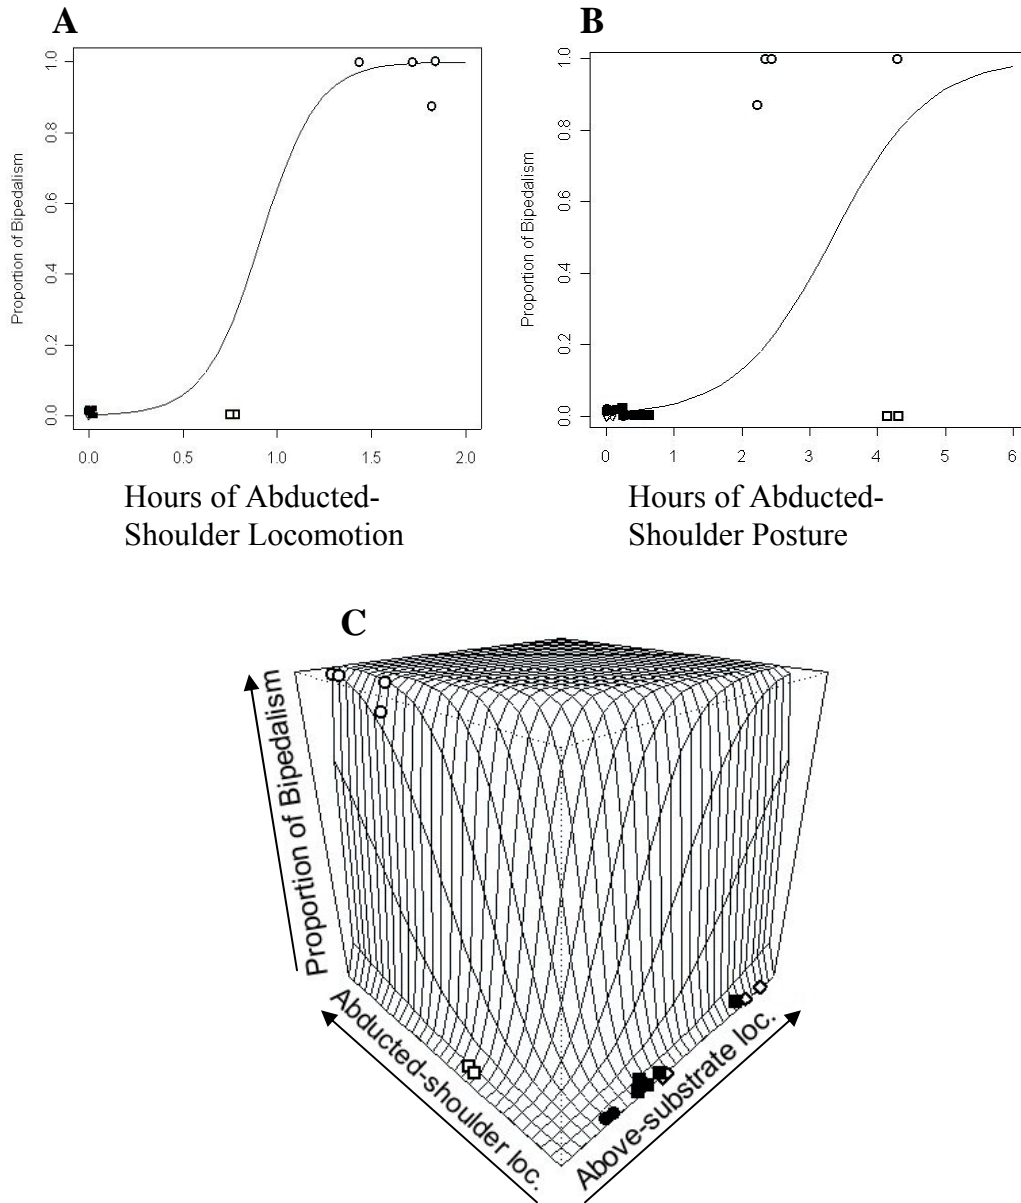 A
B
Proportion of Bipedalism
0.0 0.2 0.4 0.6 0.8 1.0
0.0 0.5 1.0 1.5 2.0
Hours of Abducted-
Shoulder Locomotion
Proportion of Bipedalism
0.0 0.2 0.4 0.6 0.8 1.0
0 1 2 3 4 5 6
Hours of Abducted-
Shoulder Posture
C
Proportion of Bipedalism
Abducted-shoulder loc.
Above-substrate loc.